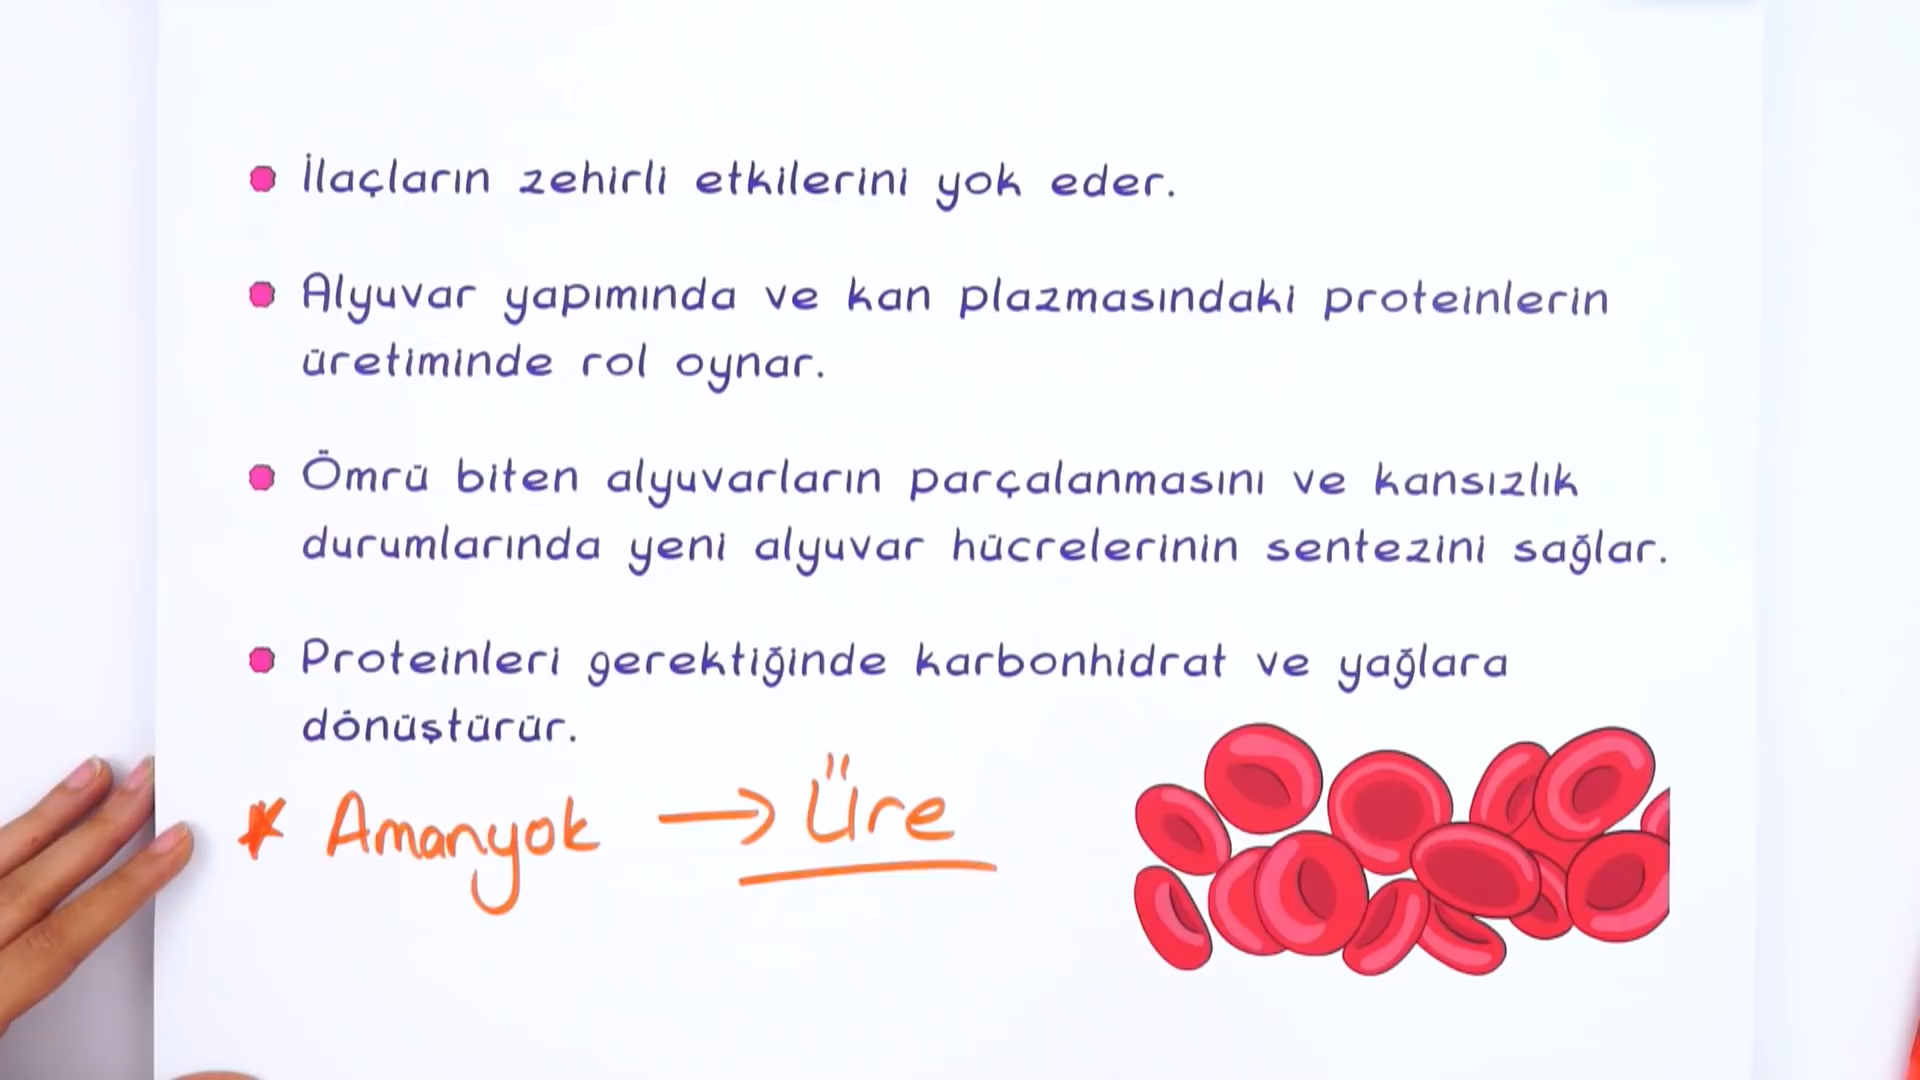 İlaçların zehirli etkilerini yok eder.
Alyuvar yapımında ve kan plazmasındaki proteinlerin
üretiminde rol oynar.
Ömrü biten alyuvarların parçalanmasını ve kansızlık
durumlarında yeni alyuvar hücrelerinin sentezini sağlar.
Proteinleri gerektiğinde karbonhidrat ve yağlara
dönüştürür.
* Amanyok → Üre